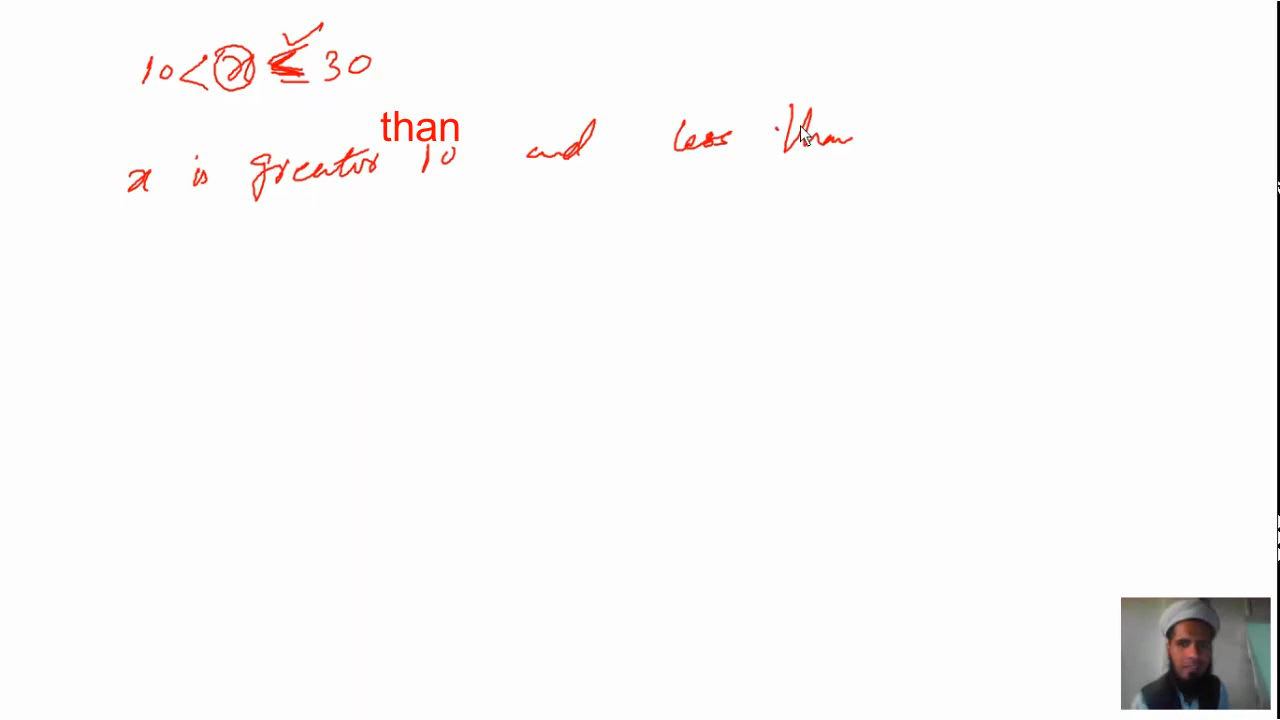 10 < x ≤ 30
x is greater than 10 and less than